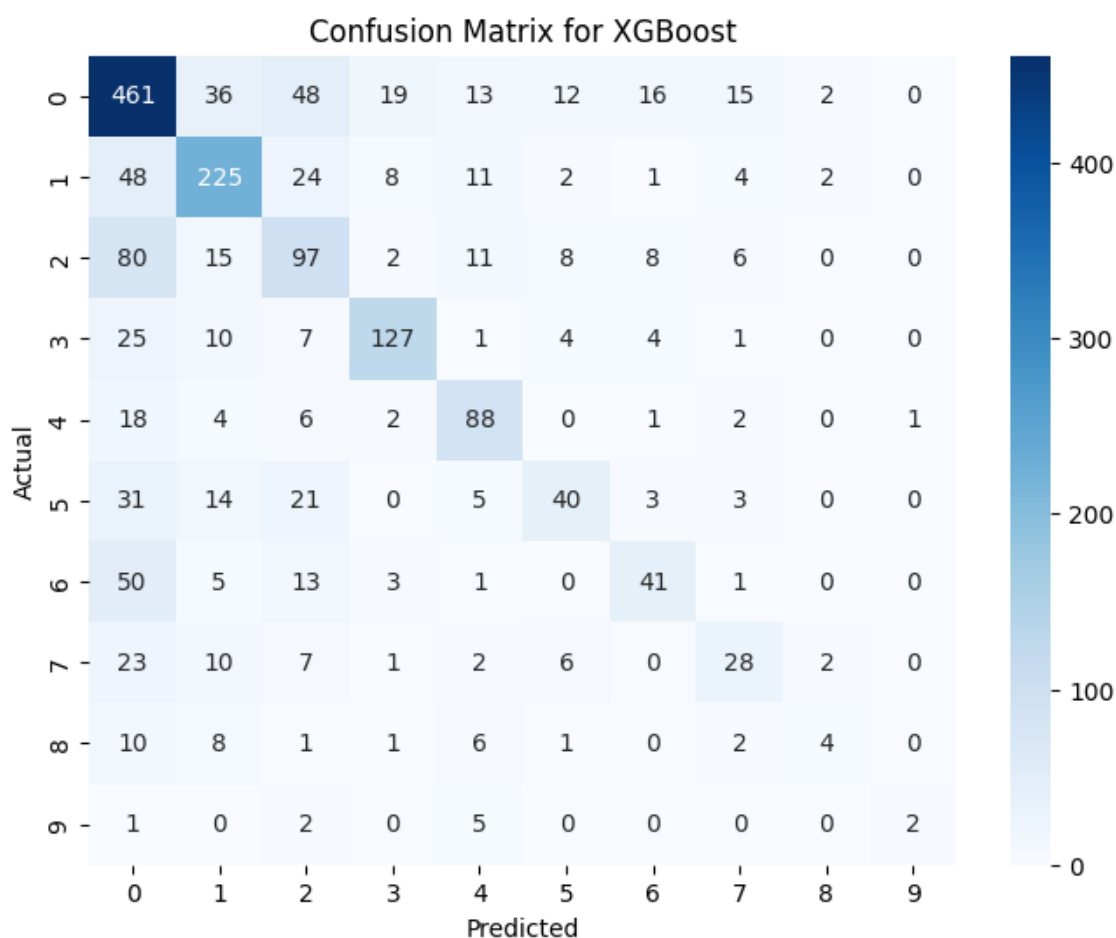 Confusion Matrix for XGBoost
0 461 36 48 19 13 12 16 15 2 0
1 48 225 24 8 11 2 1 4 2 0
2 80 15 97 2 11 8 8 6 0 0
3 25 10 7 127 1 4 4 1 0 0
4 18 4 6 2 88 0 1 2 0 1
5 31 14 21 0 5 40 3 3 0 0
6 50 5 13 3 1 0 41 1 0 0
7 23 10 7 1 2 6 0 28 2 0
8 10 8 1 1 6 1 0 2 4 0
9 1 0 2 0 5 0 0 0 0 2
0 1 2 3 4 5 6 7 8 9
Predicted
Actual
400
300
200
100
0